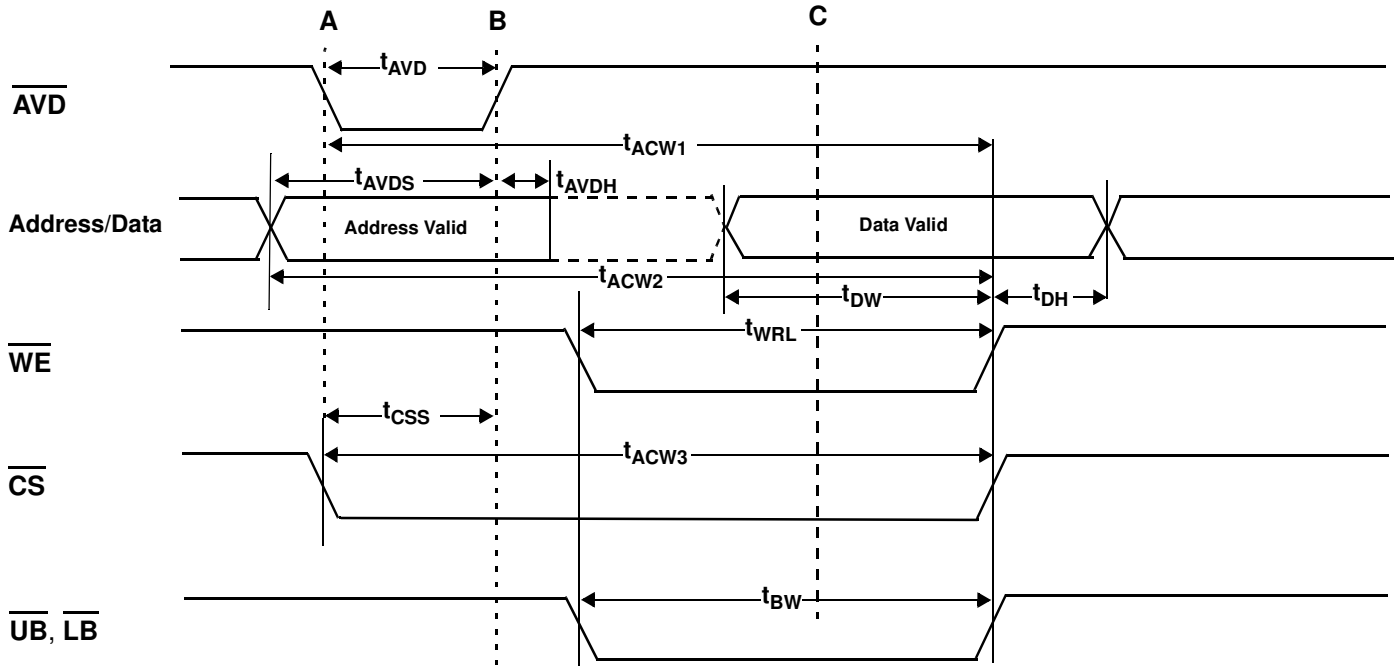 A B C
tAVD
AVD
tACW1
tAVDS tAVDH
Address/Data Address Valid Data Valid
tACW2
tDW tDH
tWRL
WE
tCSS
tACW3
CS
tBW
UB, LB